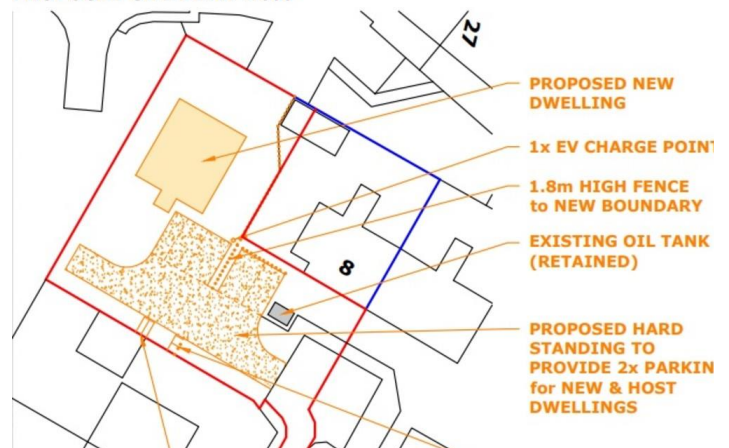 27
PROPOSED NEW
DWELLING
1x EV CHARGE POINT
1.8m HIGH FENCE
to NEW BOUNDARY
EXISTING OIL TANK
(RETAINED)
8
PROPOSED HARD
STANDING TO
PROVIDE 2x PARKIN
for NEW & HOST
DWELLINGS